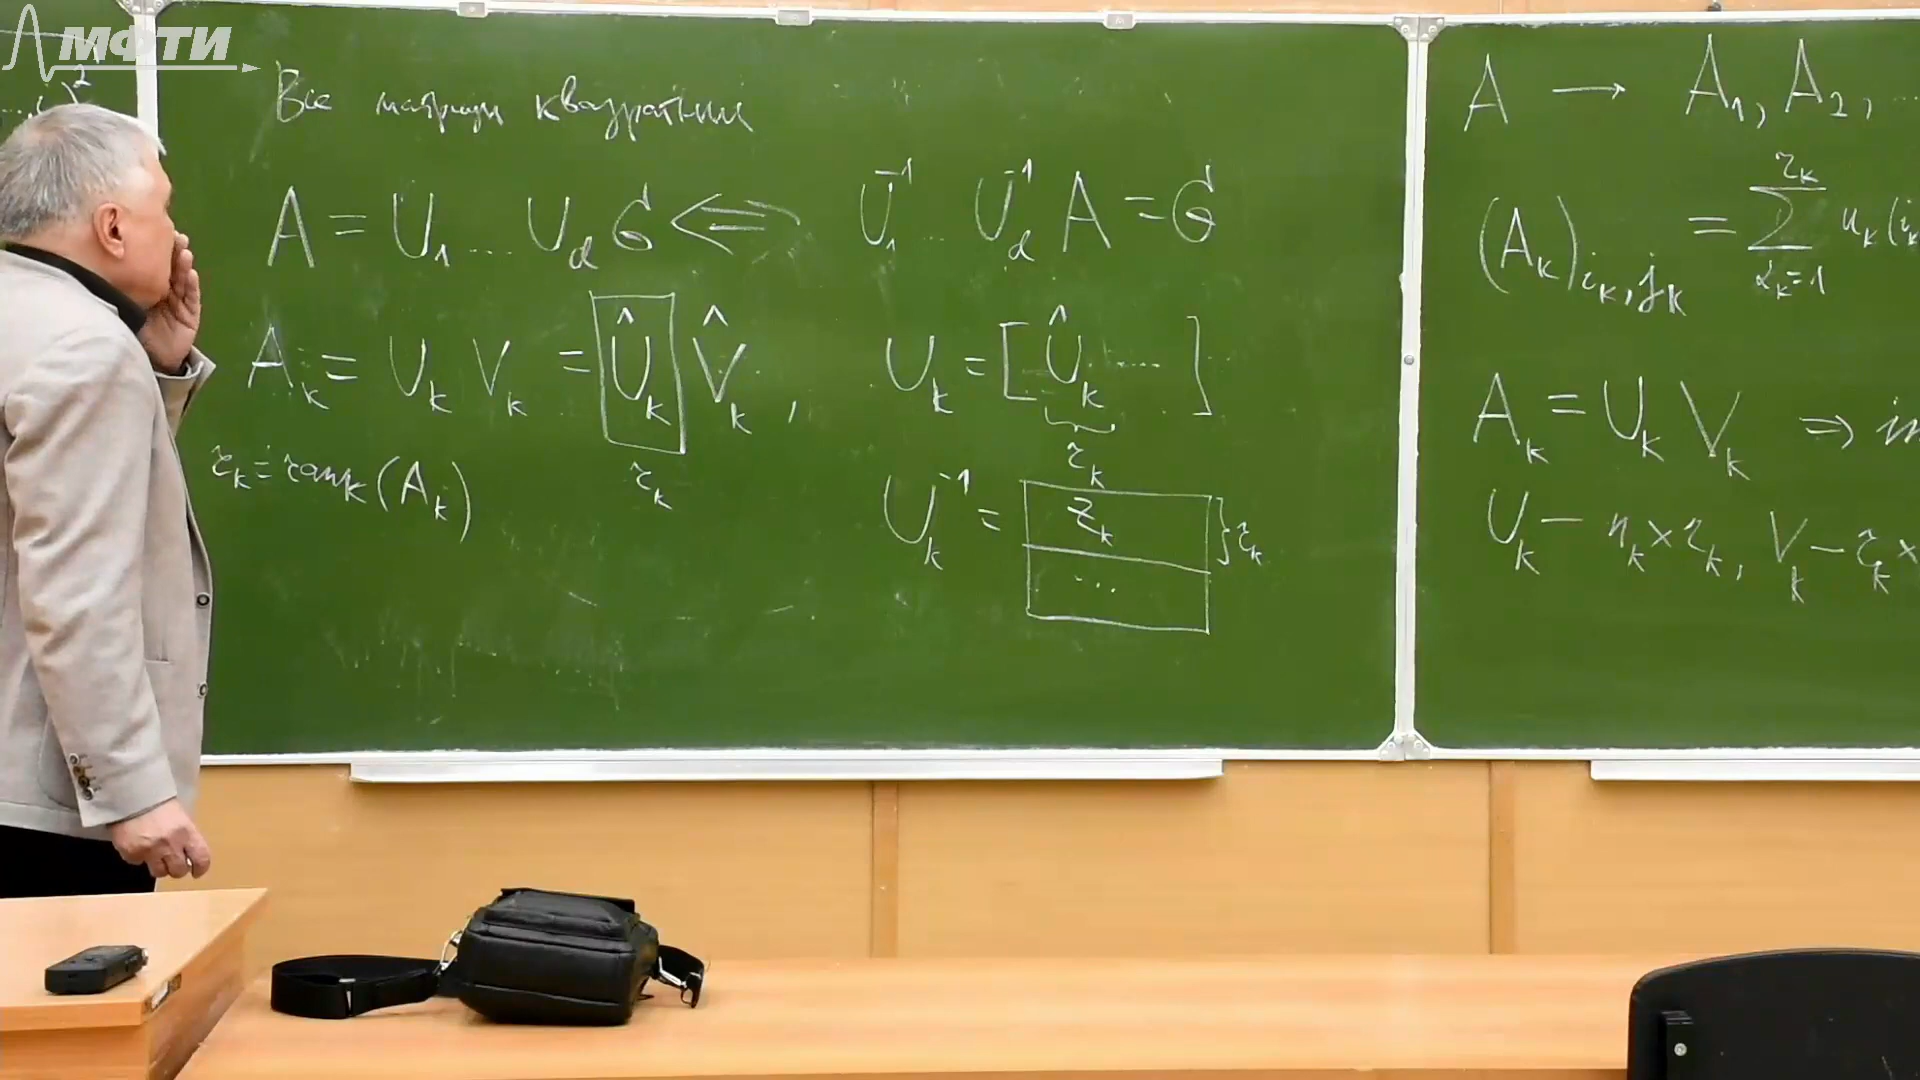 МФТИ
Все матрицы квадратные
A = U₁ ... U_d G ⟺ U₁⁻¹ ... U_d⁻¹ A = G
A_k = U_k V_k = Û_k V̂_k , U_k = [ Û_k .... ]
r_k
r_k = rank (A_k)
r_k
U_k⁻¹ = Z_k } r_k
...
A → A₁, A₂, ...
(A_k)_{i_k, j_k} = ∑_{α_k=1}^{r_k} u_k (i_k
A_k = U_k V_k ⇒
U_k – n_k × r_k, V_k – r_k ×